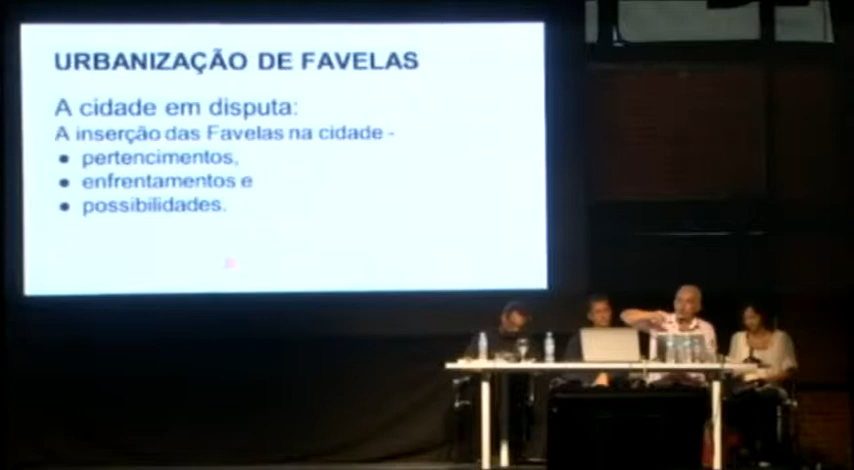 URBANIZAÇÃO DE FAVELAS
A cidade em disputa:
A inserção das Favelas na cidade -
● pertencimentos,
● enfrentamentos e
● possibilidades.